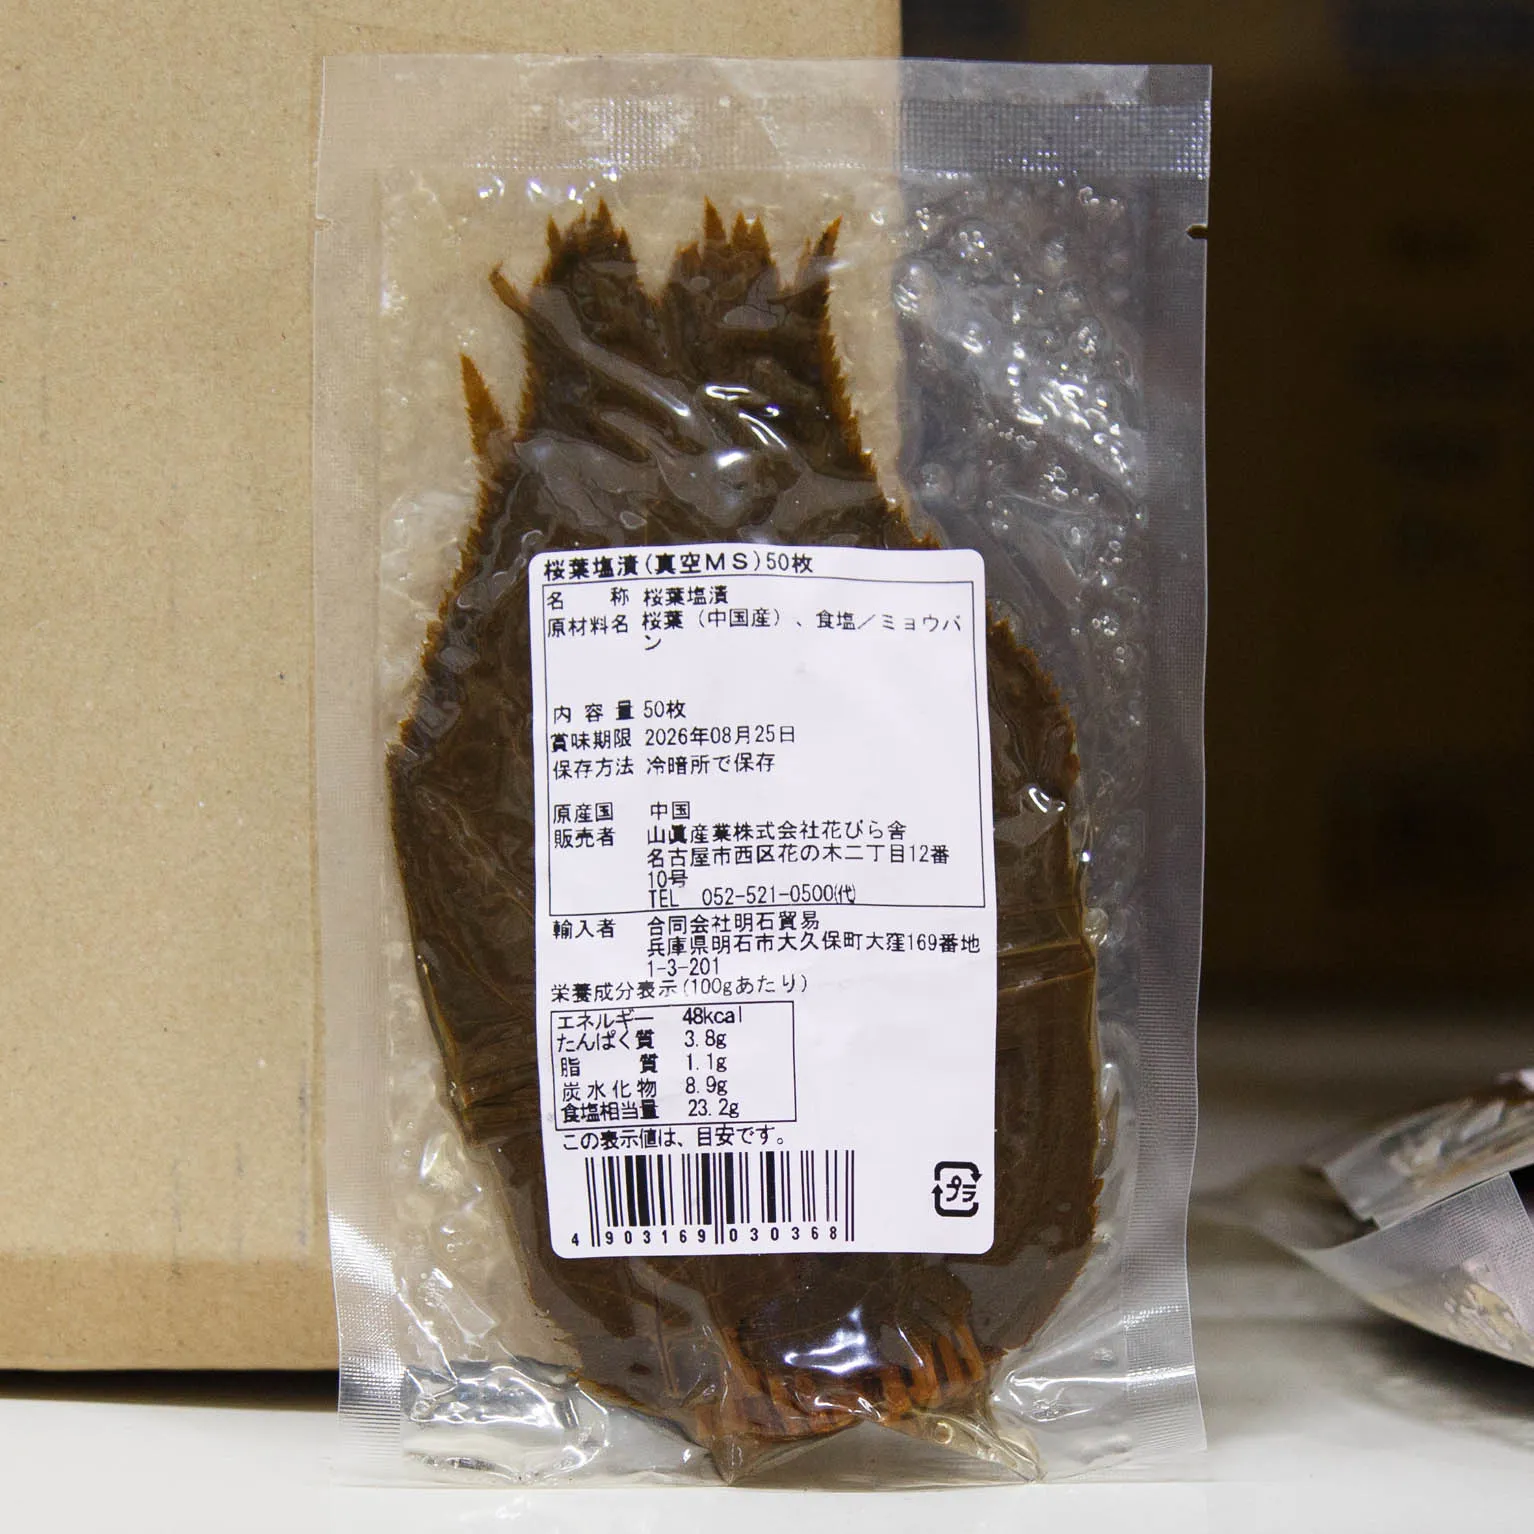 桜葉塩漬(真空MS)50枚
名　　称 桜葉塩漬
原材料名 桜葉(中国産)、食塩/ミョウバ
ン
内容量 50枚
賞味期限 2026年08月25日
保存方法 冷暗所で保存
原産国 中国
販売者 山眞産業株式会社花びら舎
名古屋市西区花の木二丁目12番
10号
TEL 052-521-0500(代)
輸入者 合同会社明石貿易
兵庫県明石市大久保町大窪169番地
1-3-201
栄養成分表示(100gあたり)
エネルギー 48kcal
たんぱく質 3.8g
脂　　質 1.1g
炭水化物 8.9g
食塩相当量 23.2g
この表示値は、目安です。
プラ
4 903169 030368